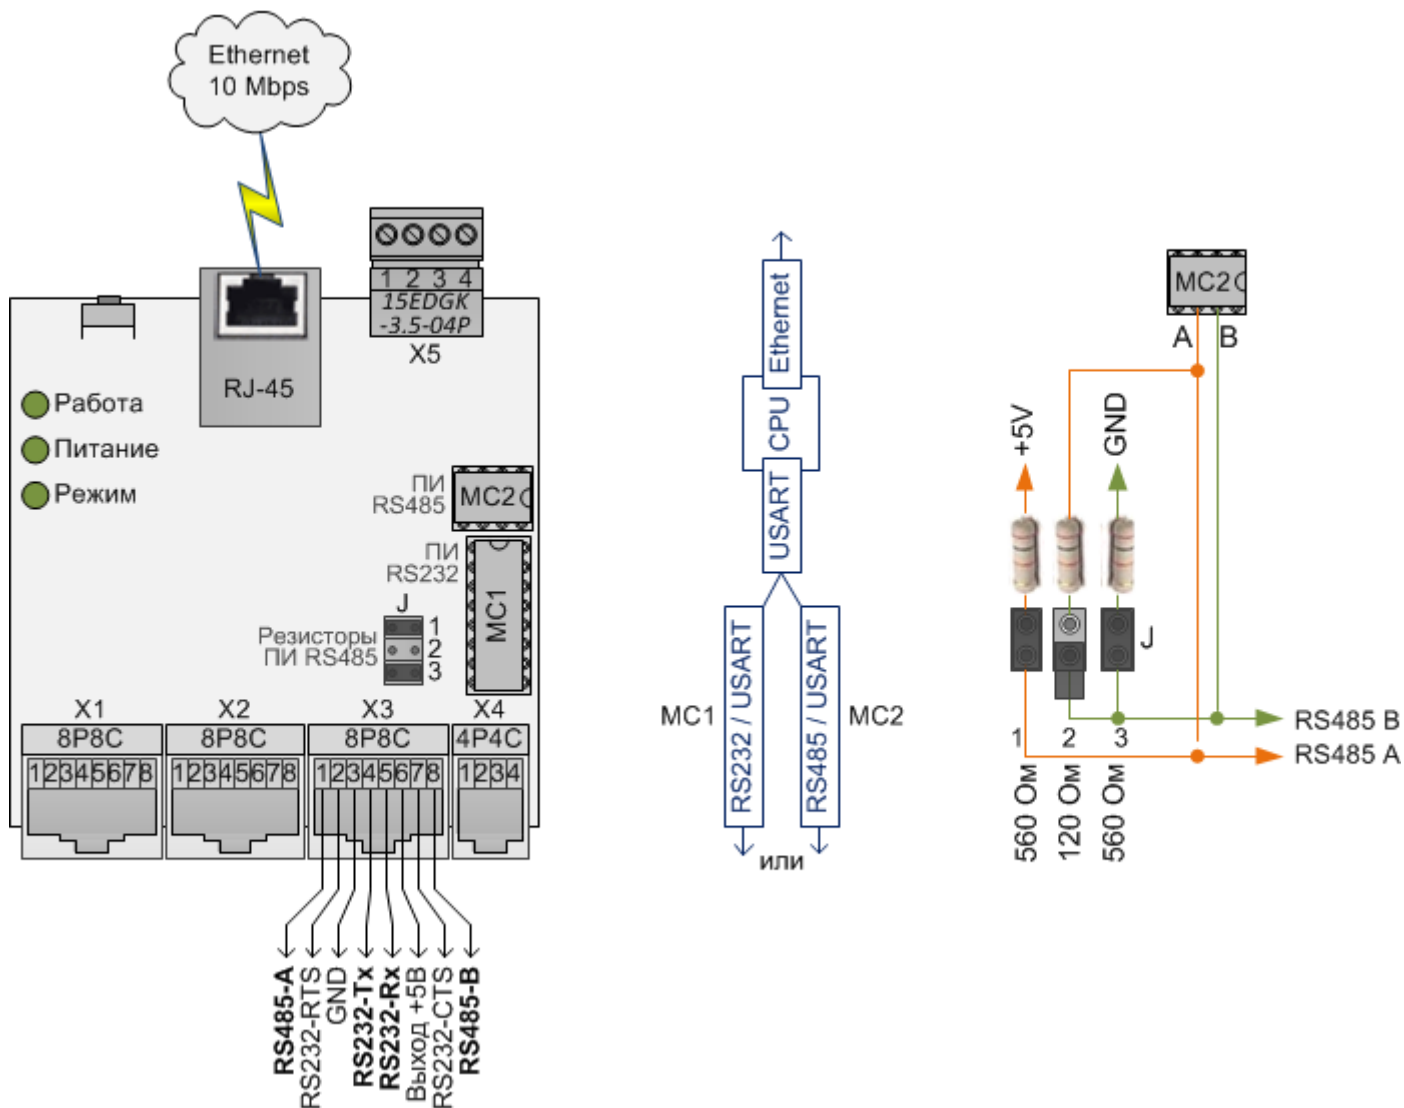 Ethernet
10 Mbps
1 2 3 4
15EDGK
-3.5-04P
X5
RJ-45
Работа
Питание
Режим
ПИ
RS485
MC2
ПИ
RS232
MC1
J
Резисторы
ПИ RS485
1
2
3
X1
X2
X3
X4
8P8C
8P8C
8P8C
4P4C
12345678
12345678
12345678
1234
RS485-A
RS232-RTS
GND
RS232-Tx
RS232-Rx
Выход +5В
RS232-CTS
RS485-B
Ethernet
CPU
USART
RS232 / USART
RS485 / USART
MC1
MC2
или
MC2
A
B
+5V
GND
J
1
2
3
RS485 B
RS485 A
560 Ом
120 Ом
560 Ом